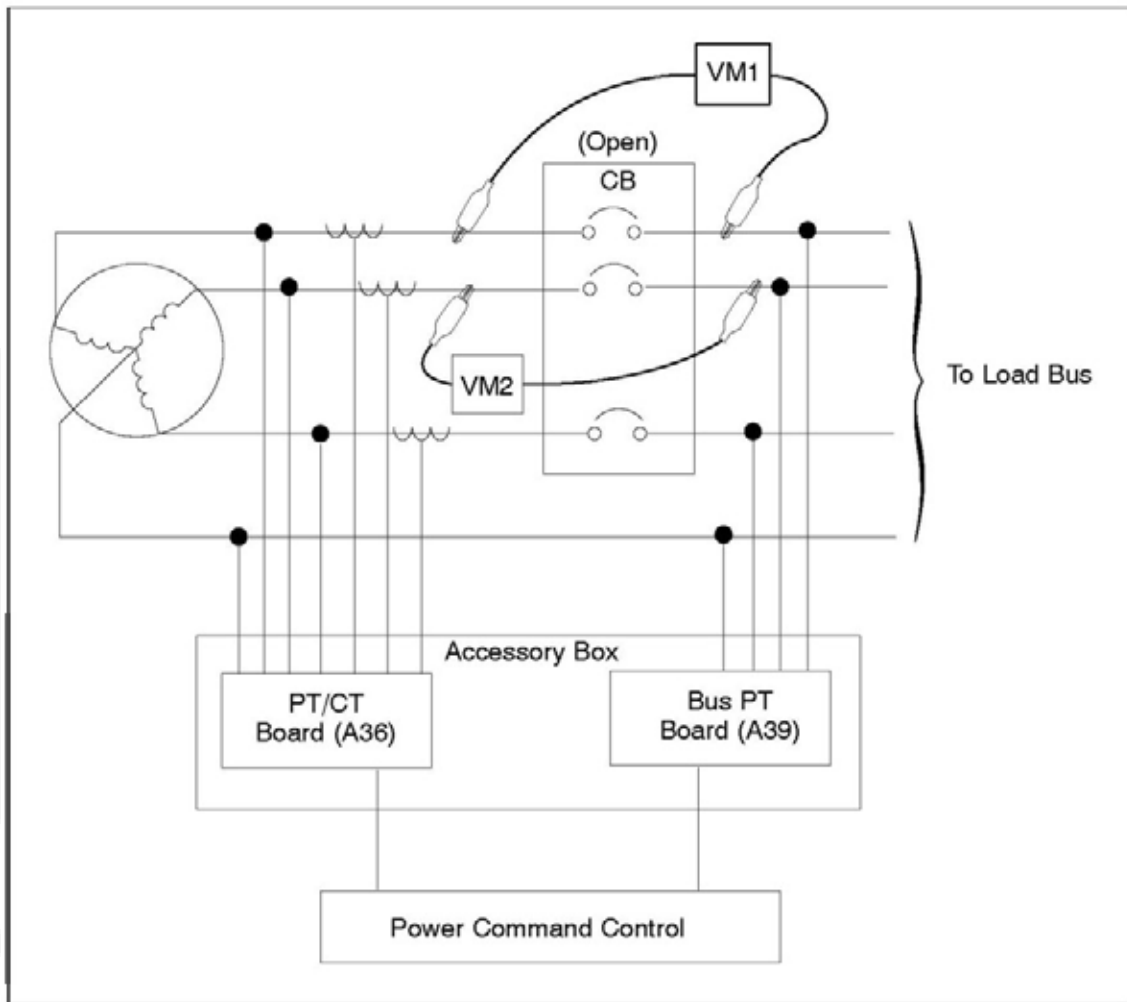 VM1
(Open)
CB
VM2
To Load Bus
Accessory Box
PT/CT
Board (A36)
Bus PT
Board (A39)
Power Command Control